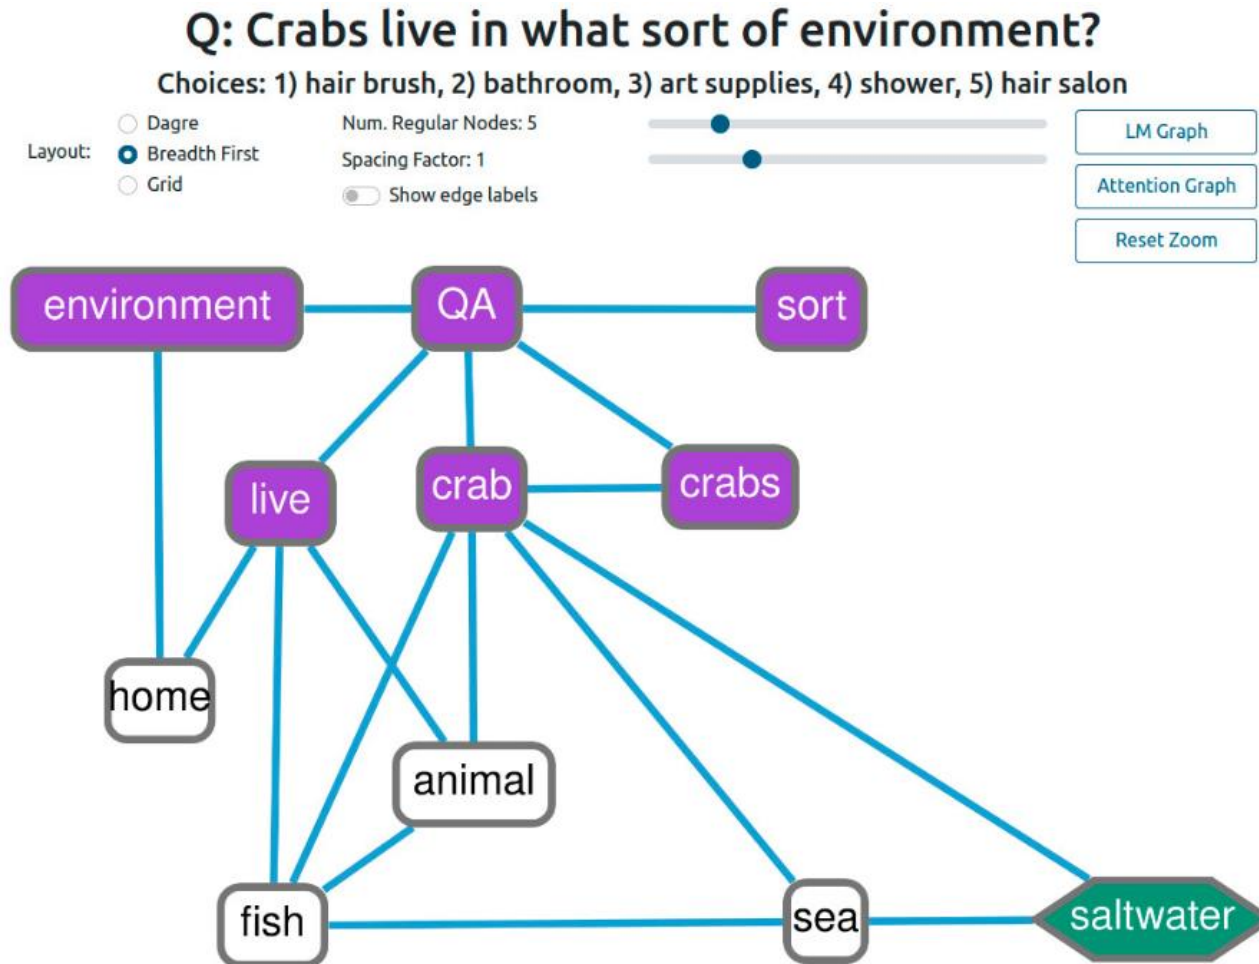 Q: Crabs live in what sort of environment?
Choices: 1) hair brush, 2) bathroom, 3) art supplies, 4) shower, 5) hair salon
Layout:
Dagre
Breadth First
Grid
Num. Regular Nodes: 5
Spacing Factor: 1
Show edge labels
LM Graph
Attention Graph
Reset Zoom
environment
QA
sort
live
crab
crabs
home
animal
fish
sea
saltwater